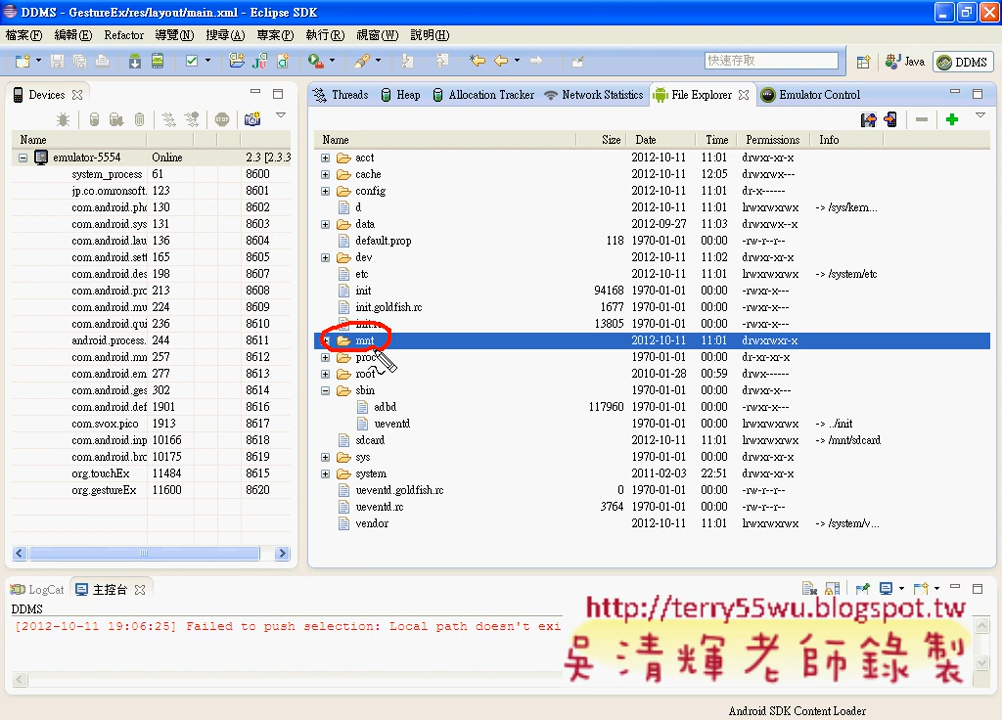 DDMS - GestureEx/res/layout/main.xml - Eclipse SDK
檔案(F) 編輯(E) Refactor 導覽(N) 搜尋(A) 專案(P) 執行(R) 視窗(W) 說明(H)
快速存取 Java DDMS
Devices
Name
emulator-5554 Online 2.3 [2.3.3
system_process 61 8600
jp.co.omronsoft. 123 8601
com.android.pho 130 8602
com.android.sys 131 8603
com.android.lau 136 8604
com.android.sett 165 8605
com.android.des 198 8607
com.android.pro 213 8608
com.android.mu 224 8609
com.android.qui 236 8610
android.process. 244 8611
com.android.mn 257 8612
com.android.em 277 8613
com.android.ges 302 8614
com.android.def 1901 8616
com.svox.pico 1913 8617
com.android.inp 10166 8618
com.android.bro 10175 8619
org.touchEx 11484 8615
org.gestureEx 11600 8620
Threads Heap Allocation Tracker Network Statistics File Explorer Emulator Control
Name Size Date Time Permissions Info
acct 2012-10-11 11:01 drwxr-xr-x
cache 2012-10-11 12:05 drwxrwx---
config 2012-10-11 11:01 dr-x------
d 2012-10-11 11:01 lrwxrwxrwx -> /sys/kern...
data 2012-09-27 11:03 drwxrwx--x
default.prop 118 1970-01-01 00:00 -rw-r--r--
dev 2012-10-11 11:02 drwxr-xr-x
etc 2012-10-11 11:01 lrwxrwxrwx -> /system/etc
init 94168 1970-01-01 00:00 -rwxr-x---
init.goldfish.rc 1677 1970-01-01 00:00 -rwxr-x---
init.rc 13805 1970-01-01 00:00 -rwxr-x---
mnt 2012-10-11 11:01 drwxrwxr-x
proc 1970-01-01 00:00 dr-xr-xr-x
root 2010-01-28 00:59 drwx------
sbin 1970-01-01 00:00 drwxr-x---
adbd 117960 1970-01-01 00:00 -rwxr-x---
ueventd 1970-01-01 00:00 lrwxrwxrwx -> ../init
sdcard 2012-10-11 11:01 lrwxrwxrwx -> /mnt/sdcard
sys 1970-01-01 00:00 drwxr-xr-x
system 2011-02-03 22:51 drwxr-xr-x
ueventd.goldfish.rc 0 1970-01-01 00:00 -rw-r--r--
ueventd.rc 3764 1970-01-01 00:00 -rw-r--r--
vendor 2012-10-11 11:01 lrwxrwxrwx -> /system/v...
LogCat 主控台
DDMS
[2012-10-11 19:06:25] Failed to push selection: Local path doesn't exi
http://terry55wu.blogspot.tw
吳清輝老師錄製
Android SDK Content Loader